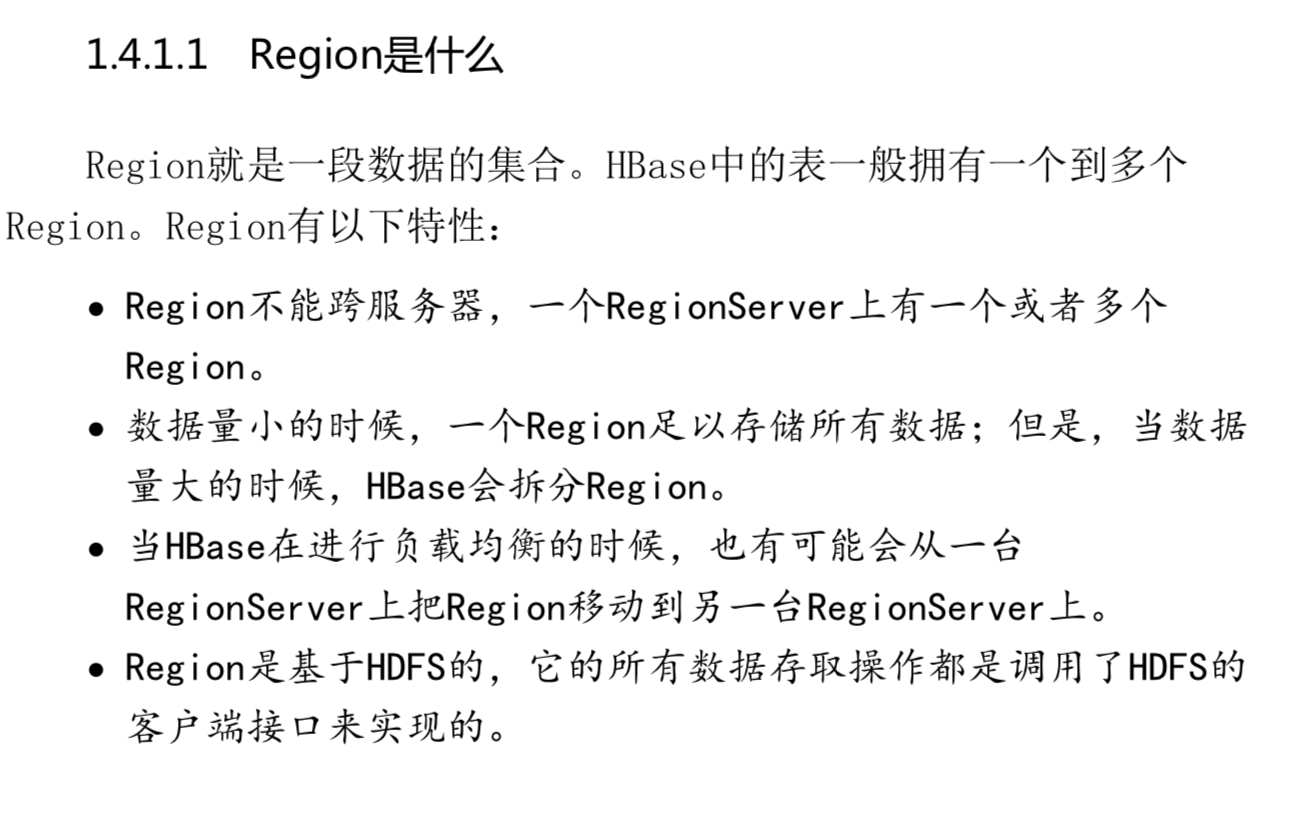 1.4.1.1 Region是什么
Region就是一段数据的集合。HBase中的表一般拥有一个到多个
Region。Region有以下特性：
● Region不能跨服务器，一个RegionServer上有一个或者多个
Region。
● 数据量小的时候，一个Region足以存储所有数据；但是，当数据
量大的时候，HBase会拆分Region。
● 当HBase在进行负载均衡的时候，也有可能会从一台
RegionServer上把Region移动到另一台RegionServer上。
● Region是基于HDFS的，它的所有数据存取操作都是调用了HDFS的
客户端接口来实现的。